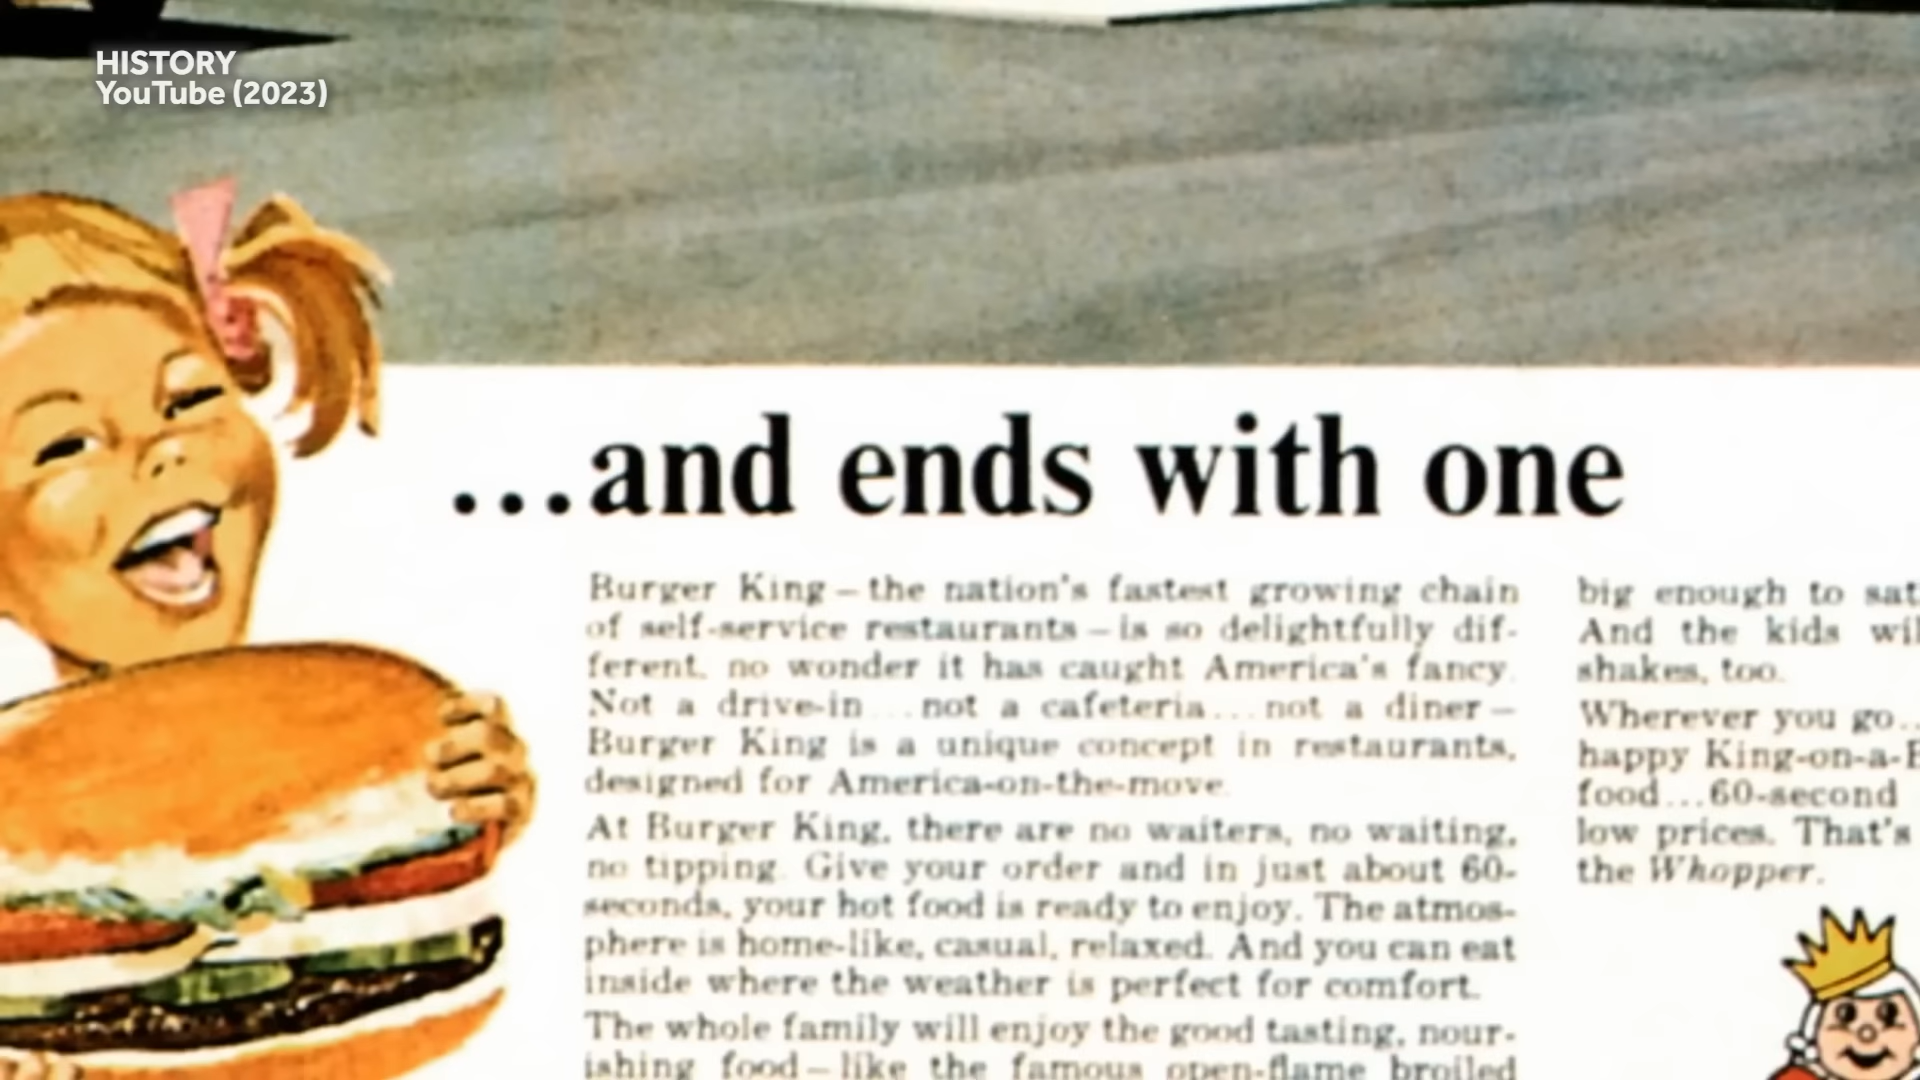 HISTORY
YouTube (2023)
...and ends with one
Burger King – the nation's fastest growing chain
of self-service restaurants – is so delightfully dif-
ferent, no wonder it has caught America's fancy.
Not a drive-in...not a cafeteria...not a diner –
Burger King is a unique concept in restaurants,
designed for America-on-the-move.
At Burger King, there are no waiters, no waiting,
no tipping. Give your order and in just about 60-
seconds, your hot food is ready to enjoy. The atmos-
phere is home-like, casual, relaxed. And you can eat
inside where the weather is perfect for comfort.
The whole family will enjoy the good tasting, nour-
ishing food – like the famous open-flame broiled
big enough to
And the kids
shakes, too.
Wherever you go...
happy King-on-a-
food...60-second
low prices. That's
the Whopper.